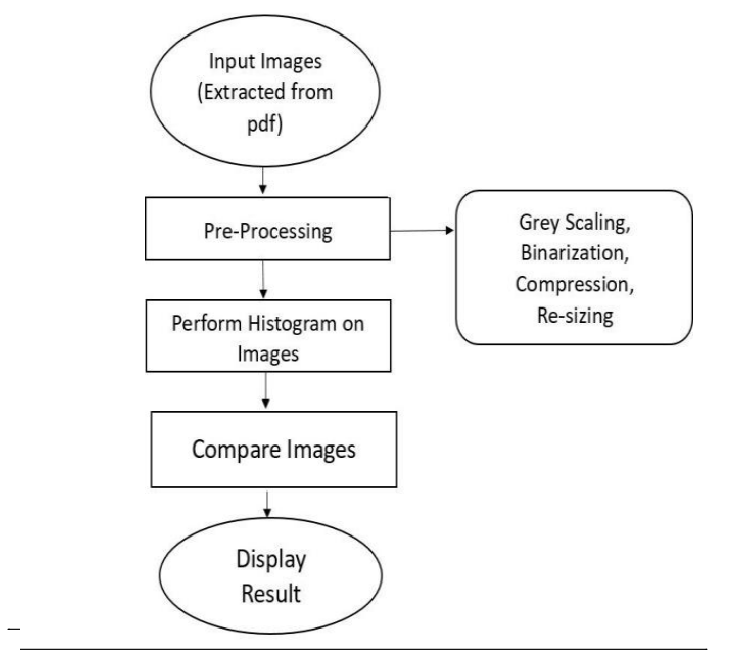 Input Images
(Extracted from
pdf)
Pre-Processing
Grey Scaling,
Binarization,
Compression,
Re-sizing
Perform Histogram on
Images
Compare Images
Display
Result